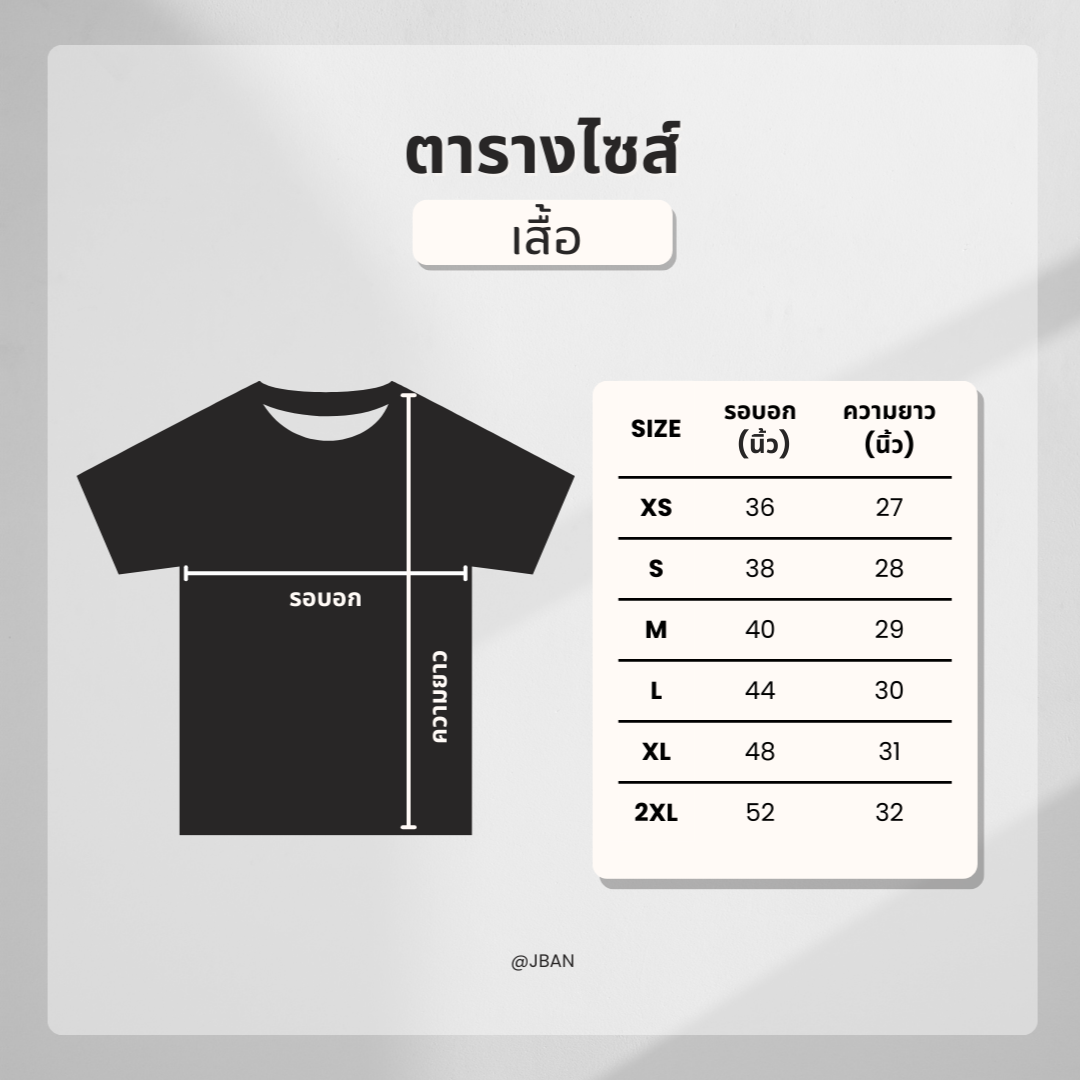 ตารางไซส์
เสื้อ
รอบอก
ความยาว
SIZE รอบอก (นิ้ว) ความยาว (นิ้ว)
XS 36 27
S 38 28
M 40 29
L 44 30
XL 48 31
2XL 52 32
@JBAN